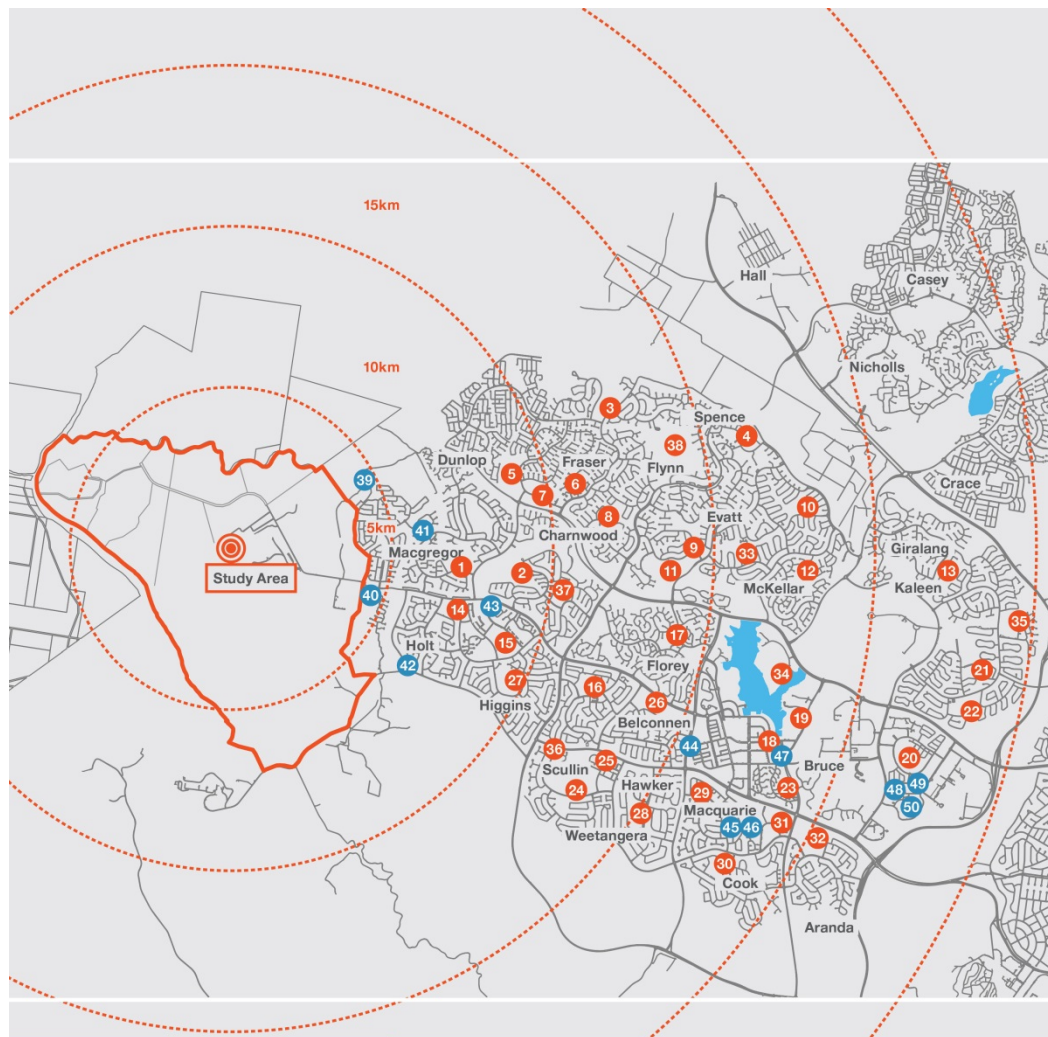 15km
Hall
Casey
10km
Nicholls
3
Spence
4
38
Dunlop
Fraser
Flynn
5
39
6
Crace
7
10
8
Evatt
5km
41
Charnwood
Giralang
Macgregor
9
33
Study Area
1
2
11
12
13
McKellar
Kaleen
40
37
14
43
35
17
15
Holt
42
Florey
34
21
27
16
26
Higgins
22
19
Belconnen
18
44
36
47
20
25
Bruce
Scullin
Hawker
23
49
24
29
48
Macquarie
50
28
31
45
46
Weetangera
32
30
Cook
Aranda